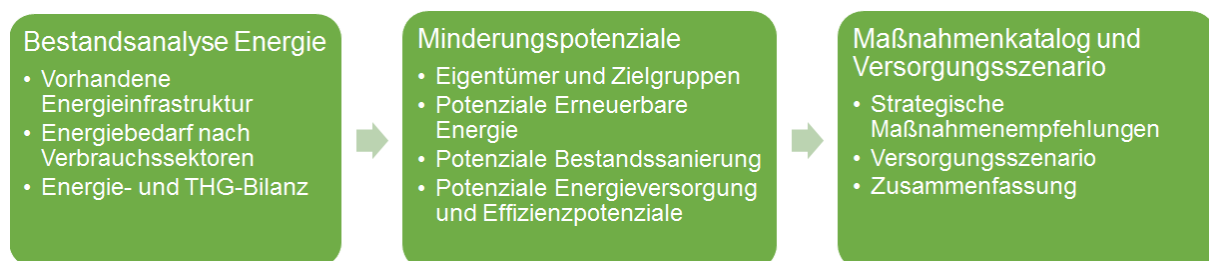 Bestandsanalyse Energie
• Vorhandene
Energieinfrastruktur
• Energiebedarf nach
Verbrauchssektoren
• Energie- und THG-Bilanz
Minderungspotenziale
• Eigentümer und Zielgruppen
• Potenziale Erneuerbare
Energie
• Potenziale Bestandssanierung
• Potenziale Energieversorgung
und Effizienzpotenziale
Maßnahmenkatalog und
Versorgungsszenario
• Strategische
Maßnahmenempfehlungen
• Versorgungsszenario
• Zusammenfassung